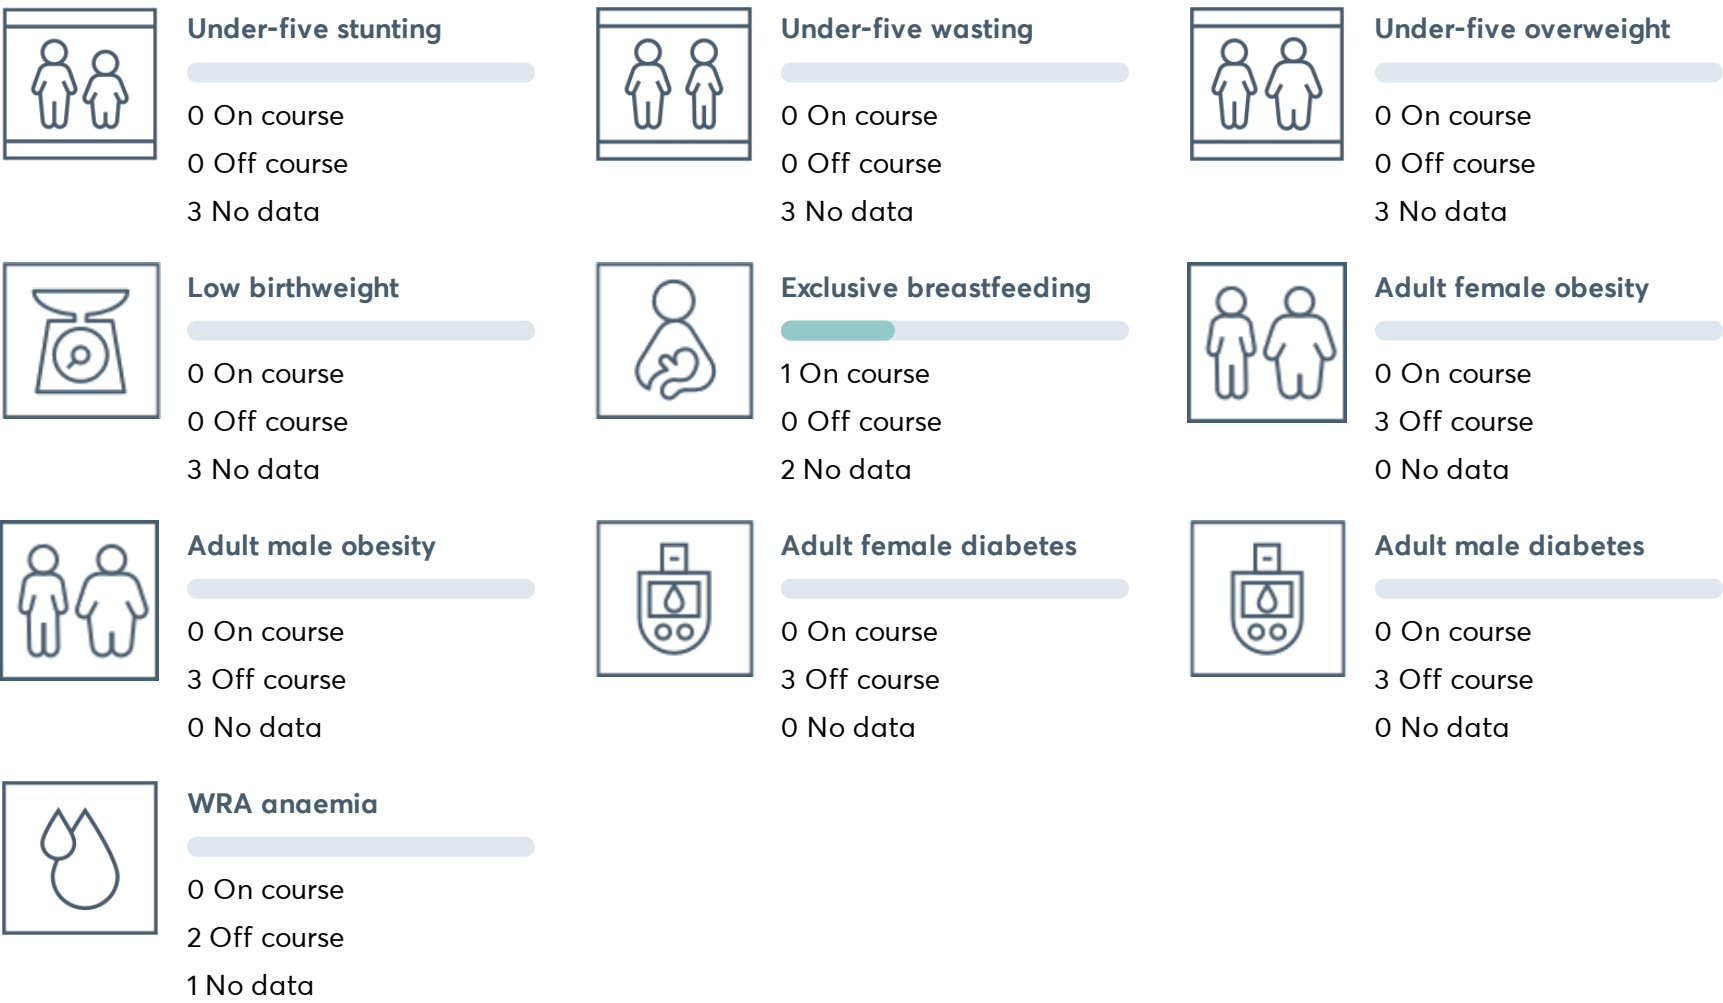 Under-five stunting
0 On course
0 Off course
3 No data
Under-five wasting
0 On course
0 Off course
3 No data
Under-five overweight
0 On course
0 Off course
3 No data
Low birthweight
0 On course
0 Off course
3 No data
Exclusive breastfeeding
1 On course
0 Off course
2 No data
Adult female obesity
0 On course
3 Off course
0 No data
Adult male obesity
0 On course
3 Off course
0 No data
Adult female diabetes
0 On course
3 Off course
0 No data
Adult male diabetes
0 On course
3 Off course
0 No data
WRA anaemia
0 On course
2 Off course
1 No data